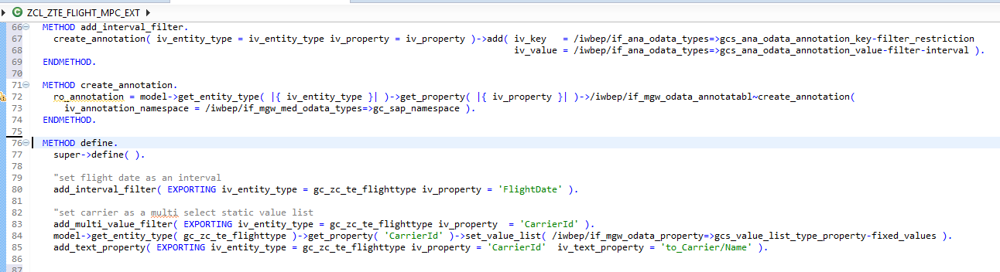 ZCL_ZTE_FLIGHT_MPC_EXT
66 METHOD add_interval_filter.
67 create_annotation( iv_entity_type = iv_entity_type iv_property = iv_property )->add( iv_key   = /iwbep/if_ana_odata_types=>gcs_ana_odata_annotation_key-filter_restriction
68 iv_value = /iwbep/if_ana_odata_types=>gcs_ana_odata_annotation_value-filter-interval ).
69 ENDMETHOD.
70
71 METHOD create_annotation.
72 ro_annotation = model->get_entity_type( |{ iv_entity_type }| )->get_property( |{ iv_property }| )->/iwbep/if_mgw_odata_annotatabl~create_annotation(
73 iv_annotation_namespace = /iwbep/if_mgw_med_odata_types=>gc_sap_namespace ).
74 ENDMETHOD.
75
76 METHOD define.
77 super->define( ).
78
79 "set flight date as an interval
80 add_interval_filter( EXPORTING iv_entity_type = gc_zc_te_flighttype iv_property = 'FlightDate' ).
81
82 "set carrier as a multi select static value list
83 add_multi_value_filter( EXPORTING iv_entity_type = gc_zc_te_flighttype iv_property  = 'CarrierId' ).
84 model->get_entity_type( gc_zc_te_flighttype )->get_property( 'CarrierId' )->set_value_list( /iwbep/if_mgw_odata_property=>gcs_value_list_type_property-fixed_values ).
85 add_text_property( EXPORTING iv_entity_type = gc_zc_te_flighttype iv_property = 'CarrierId'  iv_text_property = 'to_Carrier/Name' ).
86
87